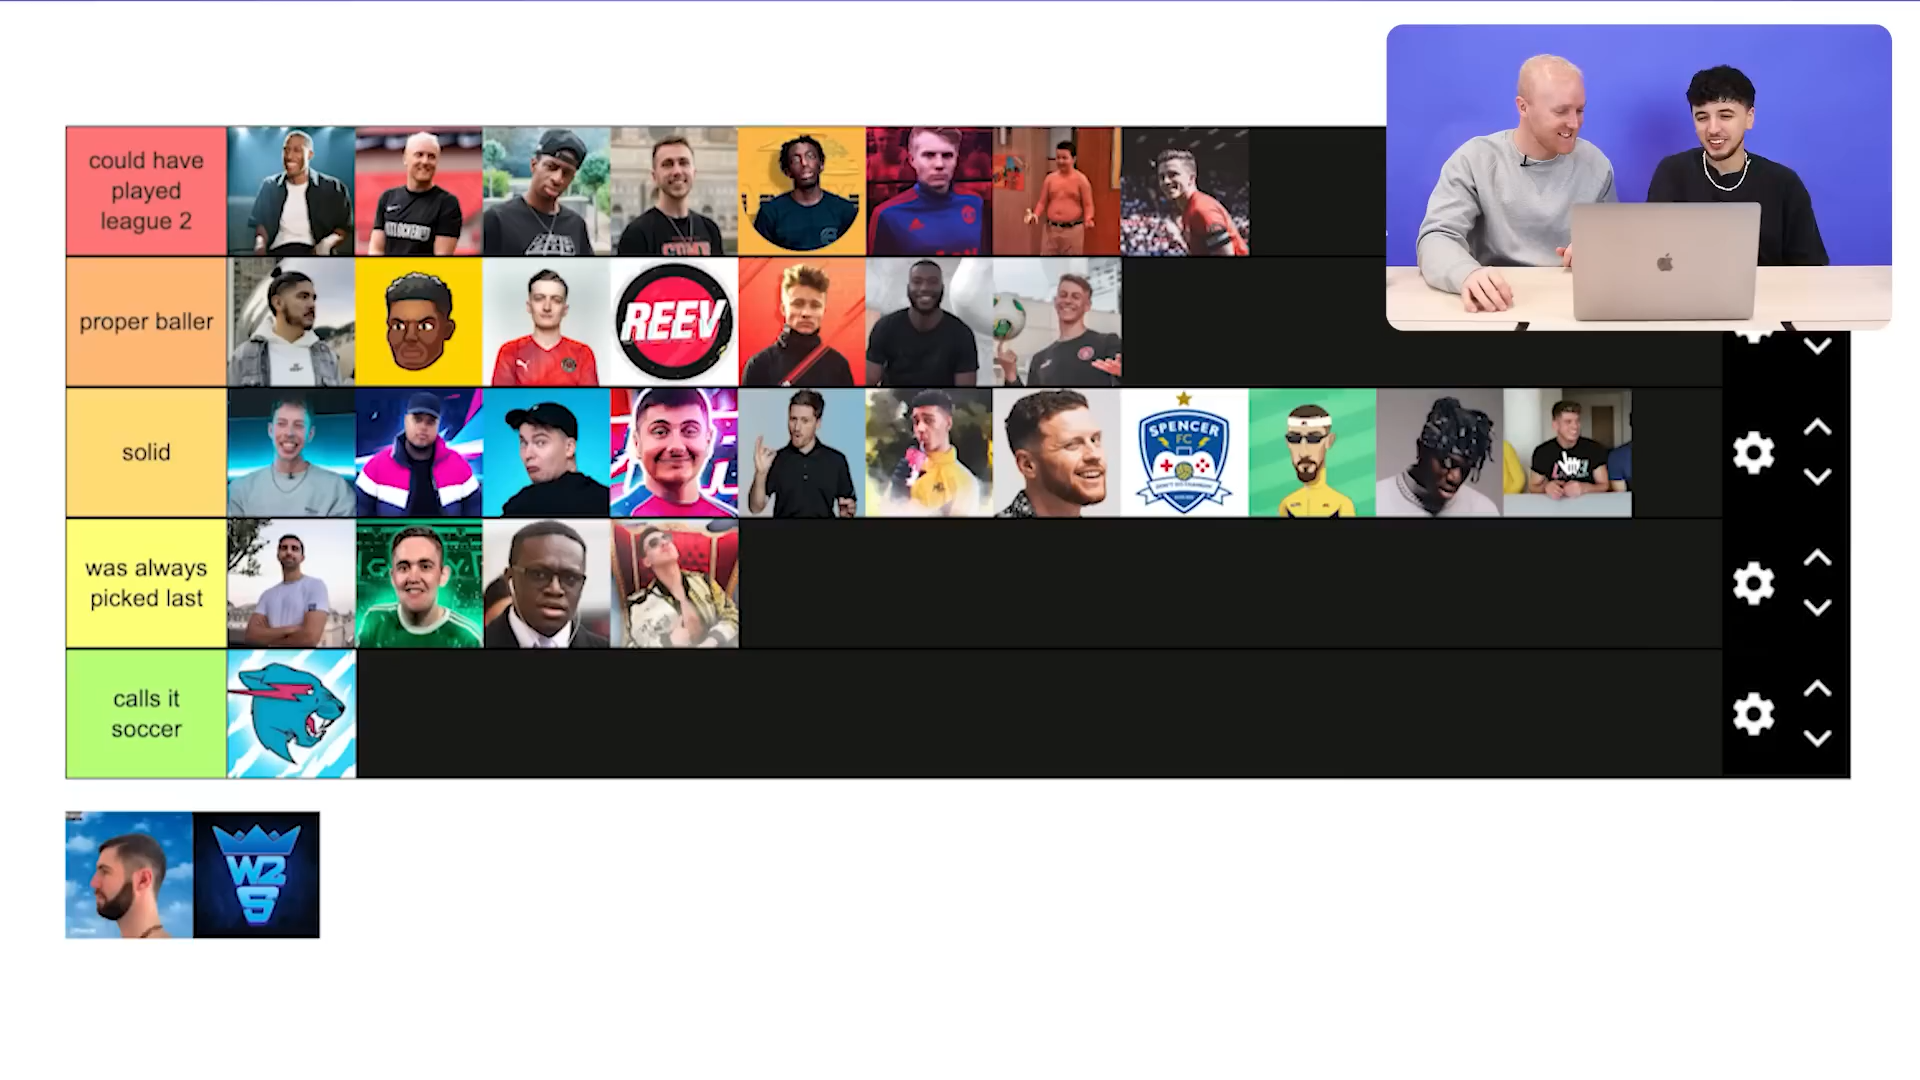 could have
played
league 2
proper baller
REEV
solid
SPENCER
FC
was always
picked last
calls it
soccer
W2
S